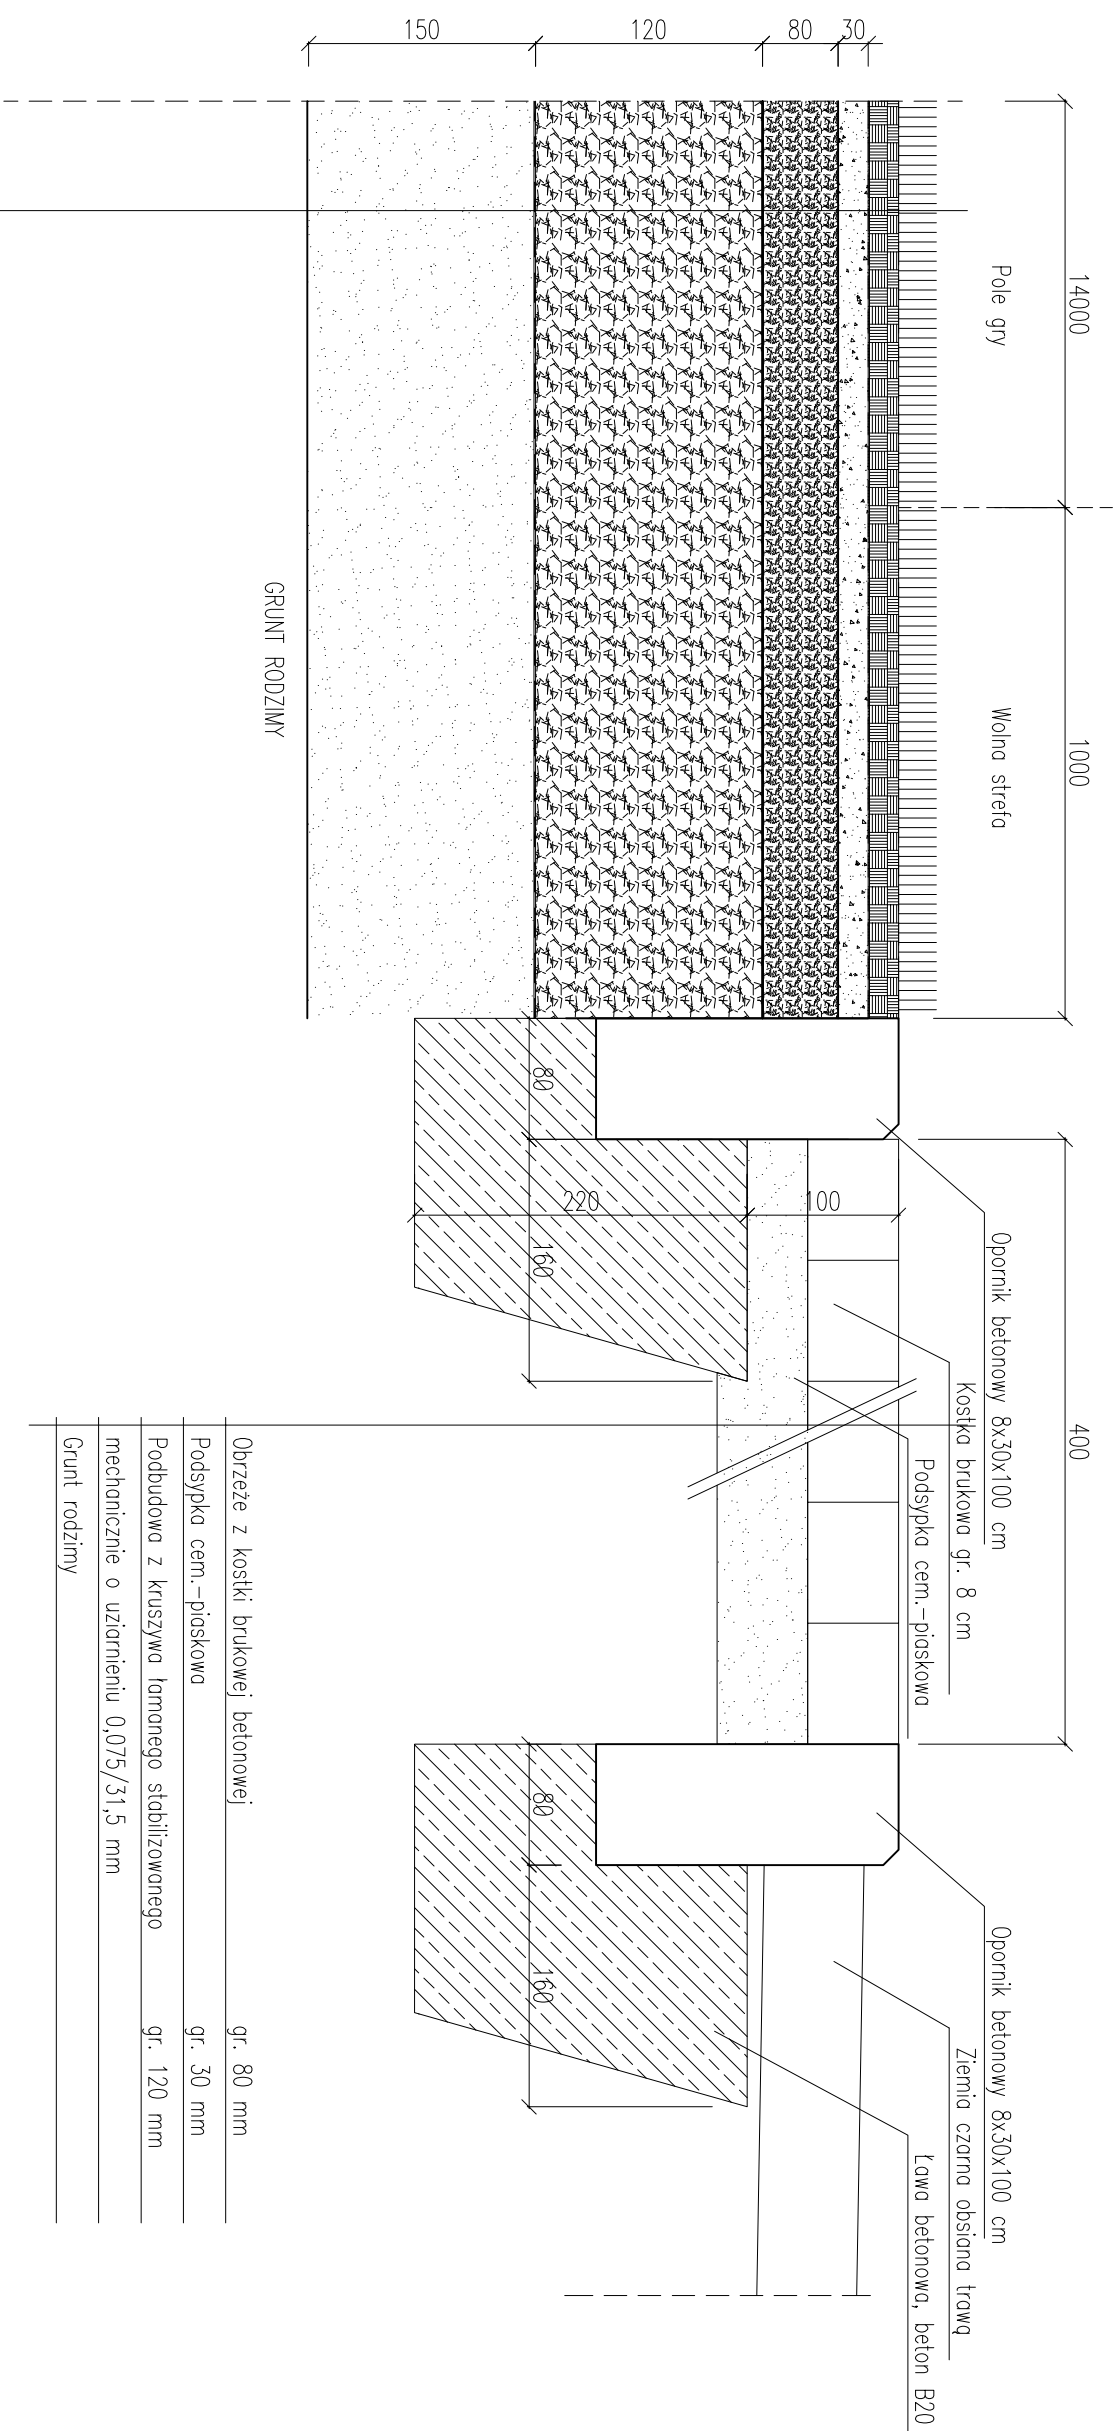 14000
1000
400
Pole gry
Wolna strefa
30
80
120
150
GRUNT RODZIMY
Opornik betonowy 8x30x100 cm
Kostka brukowa gr. 8 cm
Podsypka cem.-piaskowa
100
220
80
160
Opornik betonowy 8x30x100 cm
Ziemia czarna obsiana trawą
Ława betonowa, beton B20
80
160
Obrzeże z kostki brukowej betonowej gr. 80 mm
Podsypka cem.-piaskowa gr. 30 mm
Podbudowa z kruszywa łamanego stabilizowanego gr. 120 mm
mechanicznie o uziarnieniu 0,075/31,5 mm
Grunt rodzimy